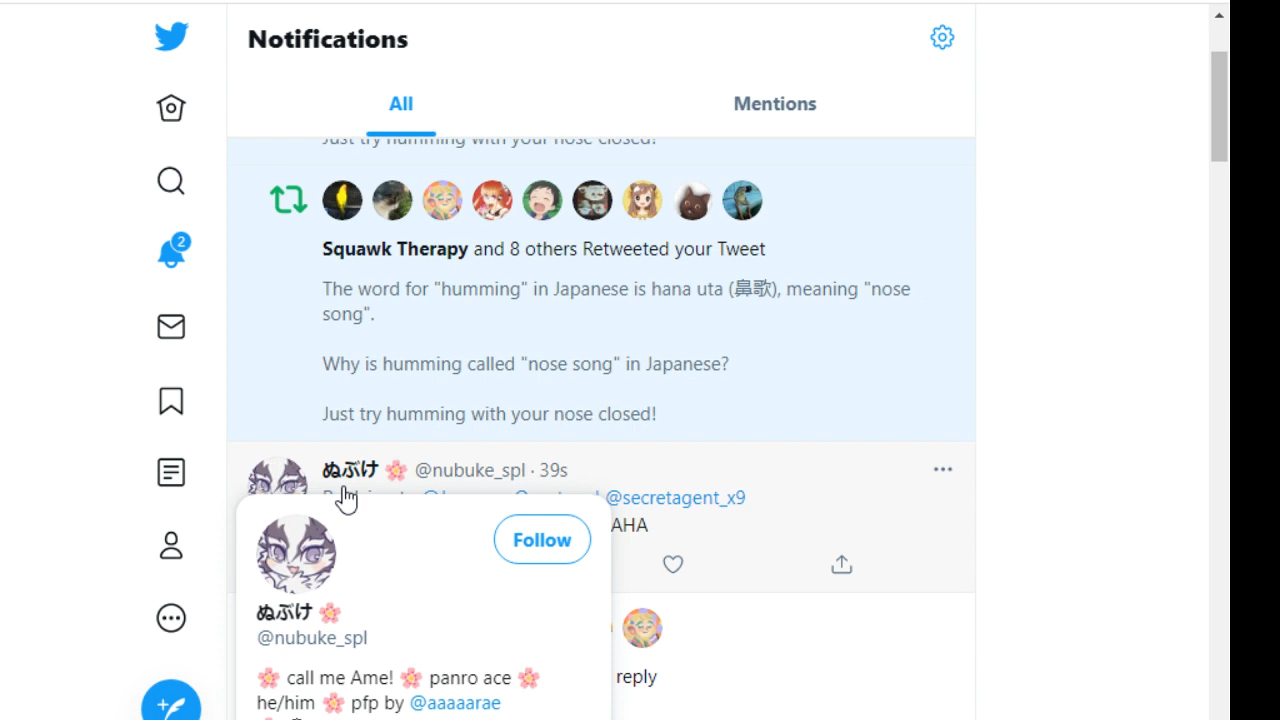 Notifications
All
Mentions
Just try humming with your nose closed!
Squawk Therapy and 8 others Retweeted your Tweet
The word for "humming" in Japanese is hana uta (鼻歌), meaning "nose
song".
Why is humming called "nose song" in Japanese?
Just try humming with your nose closed!
2
ぬぶけ 🌸 @nubuke_spl · 39s
@secretagent_x9
AHA
Follow
ぬぶけ 🌸
@nubuke_spl
🌸 call me Ame! 🌸 panro ace 🌸
he/him 🌸 pfp by @aaaaarae
reply